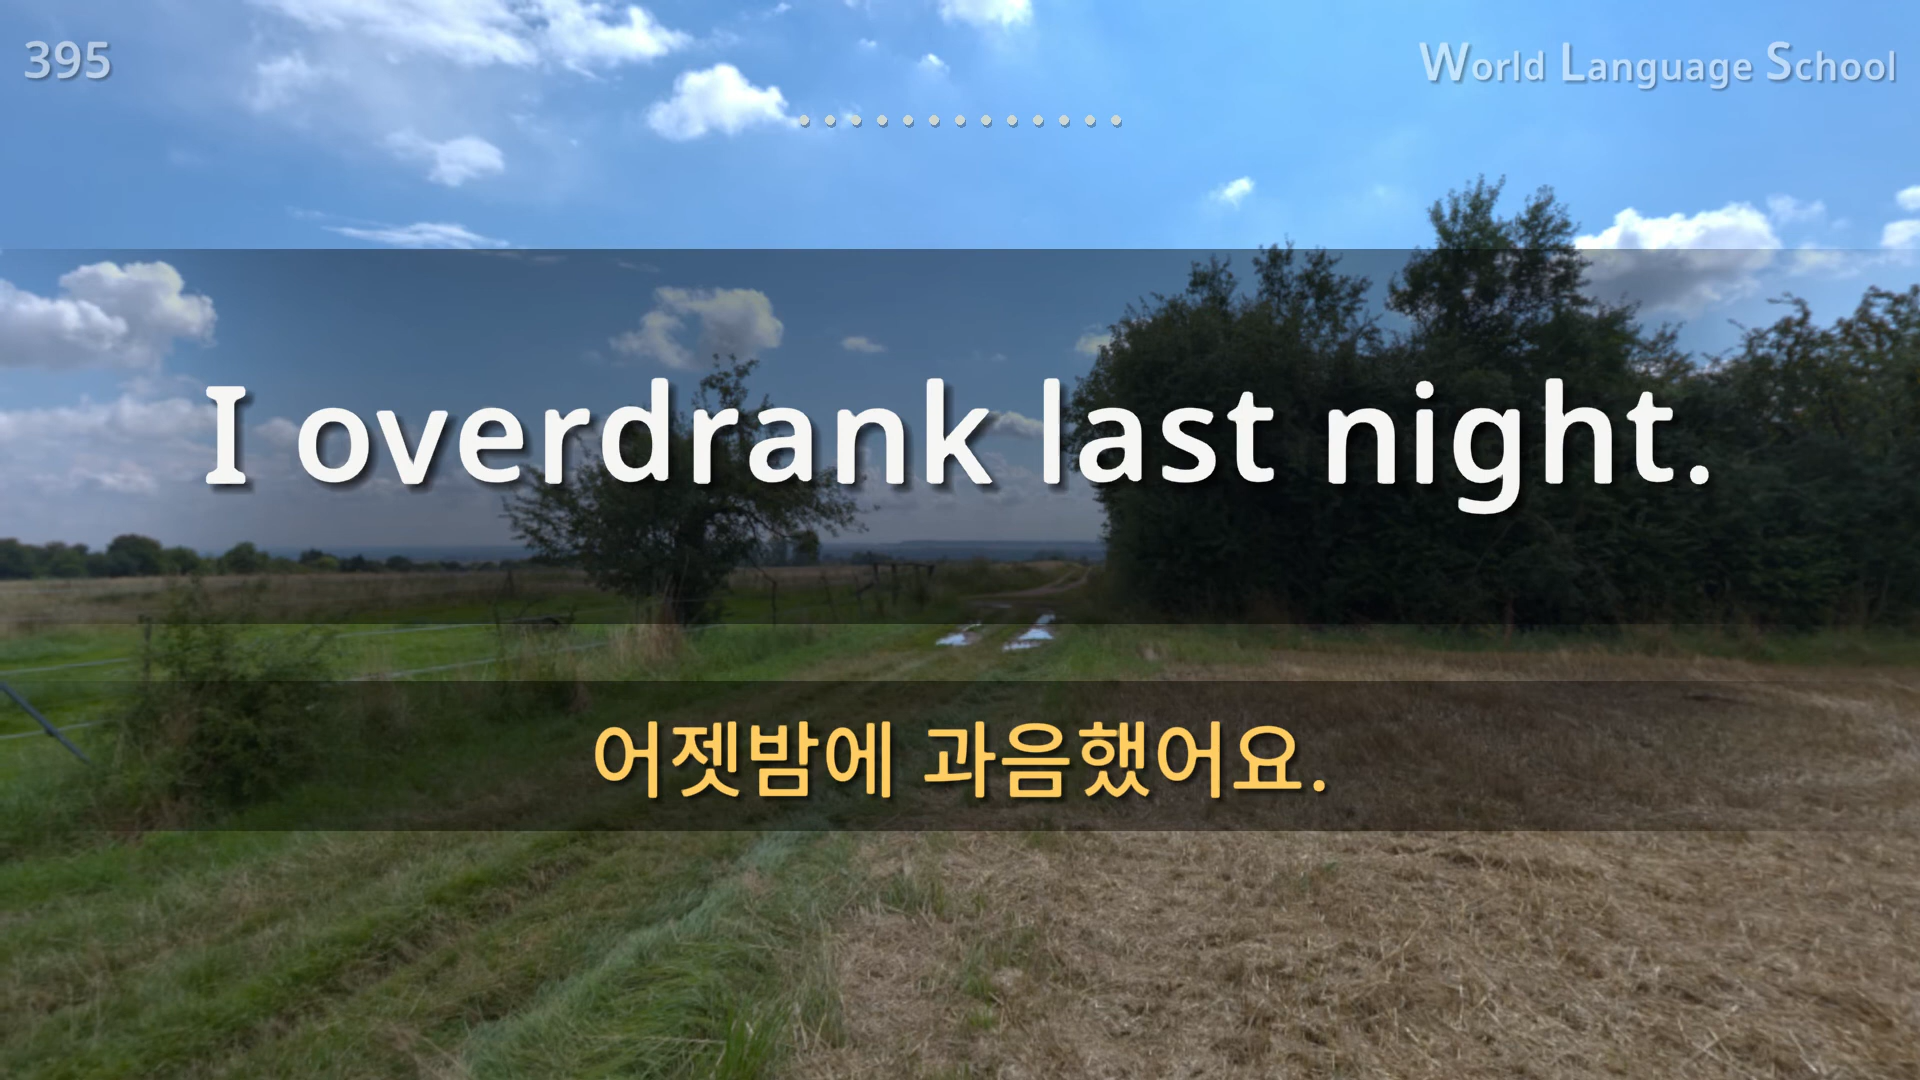 395
World Language School
I overdrank last night.
어젯밤에 과음했어요.